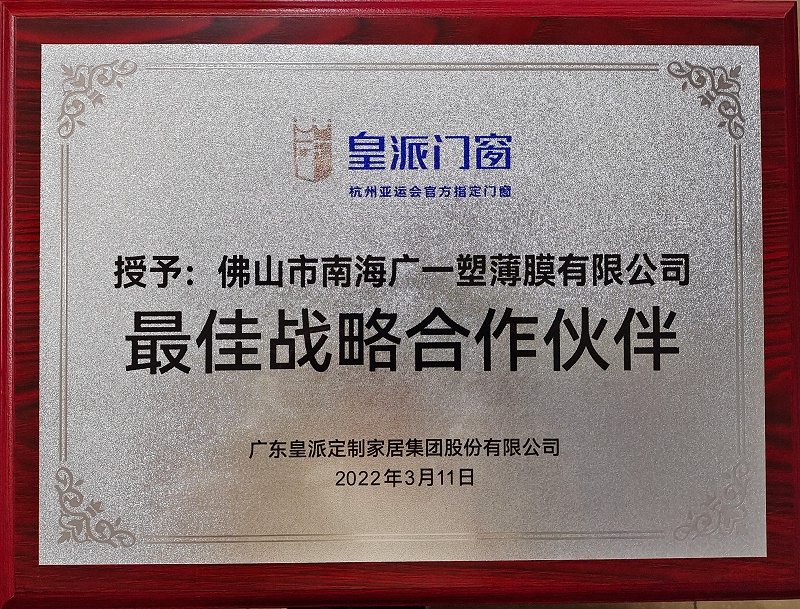 皇派门窗
杭州亚运会官方指定门窗
授予：佛山市南海广一塑薄膜有限公司
最佳战略合作伙伴
广东皇派定制家居集团股份有限公司
2022年3月11日